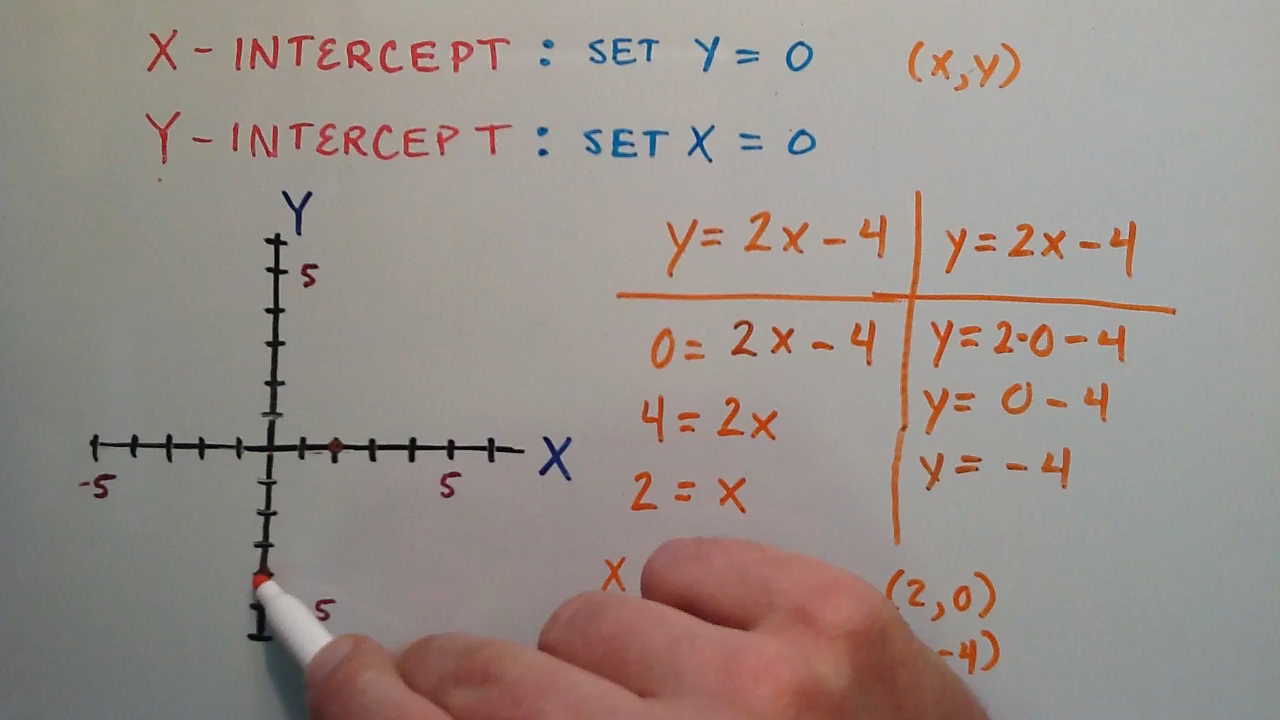 X-INTERCEPT: SET Y = 0 (X,Y)
Y-INTERCEPT: SET X = 0
Y
5
-5
5
X
5
y = 2x - 4
0 = 2x - 4
4 = 2x
2 = x
y = 2x - 4
y = 2·0 - 4
y = 0 - 4
y = -4
X
(2,0)
-4)